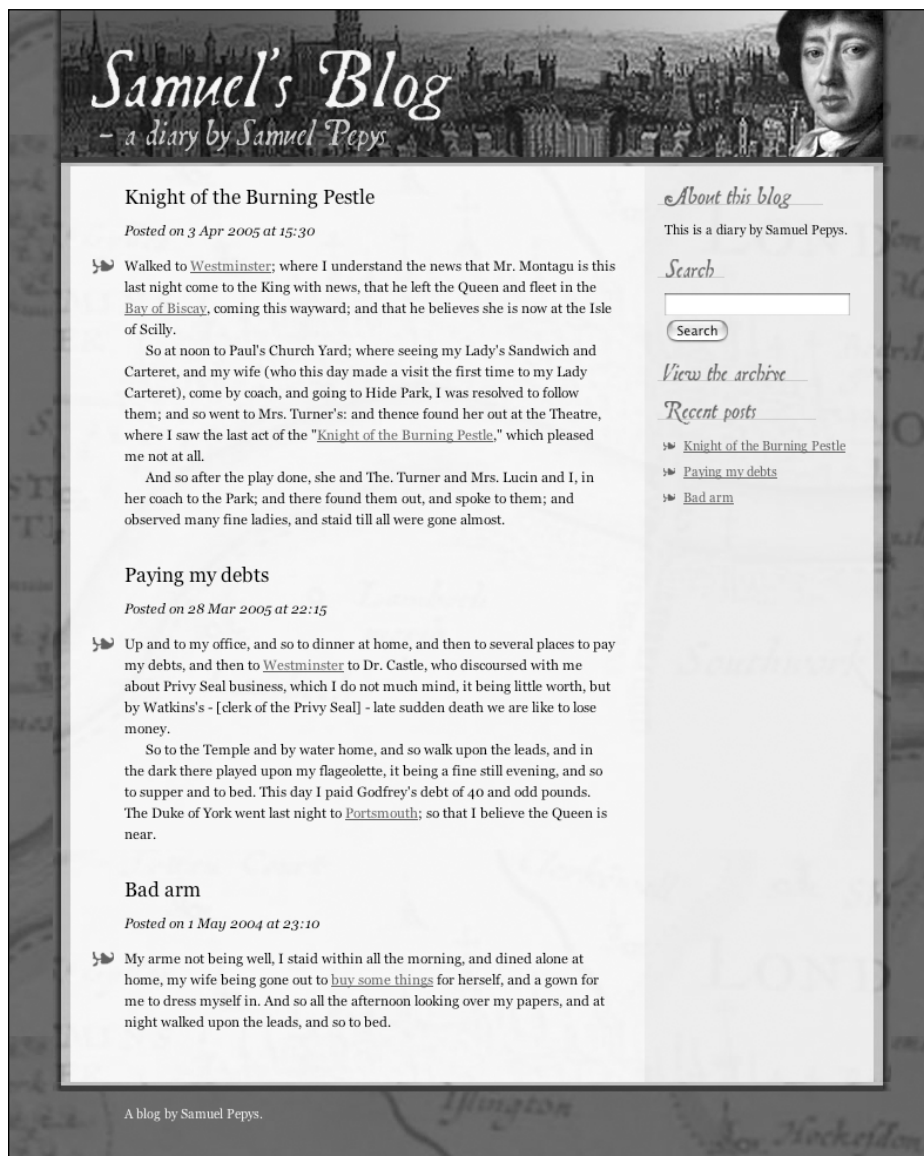 Samuel's Blog
– a diary by Samuel Pepys
Knight of the Burning Pestle
Posted on 3 Apr 2005 at 15:30
Walked to Westminster; where I understand the news that Mr. Montagu is this
last night come to the King with news, that he left the Queen and fleet in the
Bay of Biscay, coming this wayward; and that he believes she is now at the Isle
of Scilly.
So at noon to Paul's Church Yard; where seeing my Lady's Sandwich and
Carteret, and my wife (who this day made a visit the first time to my Lady
Carteret), come by coach, and going to Hide Park, I was resolved to follow
them; and so went to Mrs. Turner's: and thence found her out at the Theatre,
where I saw the last act of the "Knight of the Burning Pestle," which pleased
me not at all.
And so after the play done, she and The. Turner and Mrs. Lucin and I, in
her coach to the Park; and there found them out, and spoke to them; and
observed many fine ladies, and staid till all were gone almost.
Paying my debts
Posted on 28 Mar 2005 at 22:15
Up and to my office, and so to dinner at home, and then to several places to pay
my debts, and then to Westminster to Dr. Castle, who discoursed with me
about Privy Seal business, which I do not much mind, it being little worth, but
by Watkins's - [clerk of the Privy Seal] - late sudden death we are like to lose
money.
So to the Temple and by water home, and so walk upon the leads, and in
the dark there played upon my flageolette, it being a fine still evening, and so
to supper and to bed. This day I paid Godfrey's debt of 40 and odd pounds.
The Duke of York went last night to Portsmouth; so that I believe the Queen is
near.
Bad arm
Posted on 1 May 2004 at 23:10
My arme not being well, I staid within all the morning, and dined alone at
home, my wife being gone out to buy some things for herself, and a gown for
me to dress myself in. And so all the afternoon looking over my papers, and at
night walked upon the leads, and so to bed.
About this blog
This is a diary by Samuel Pepys.
Search
Search
View the archive
Recent posts
Knight of the Burning Pestle
Paying my debts
Bad arm
Southwark
LONDON
A blog by Samuel Pepys.
Islington